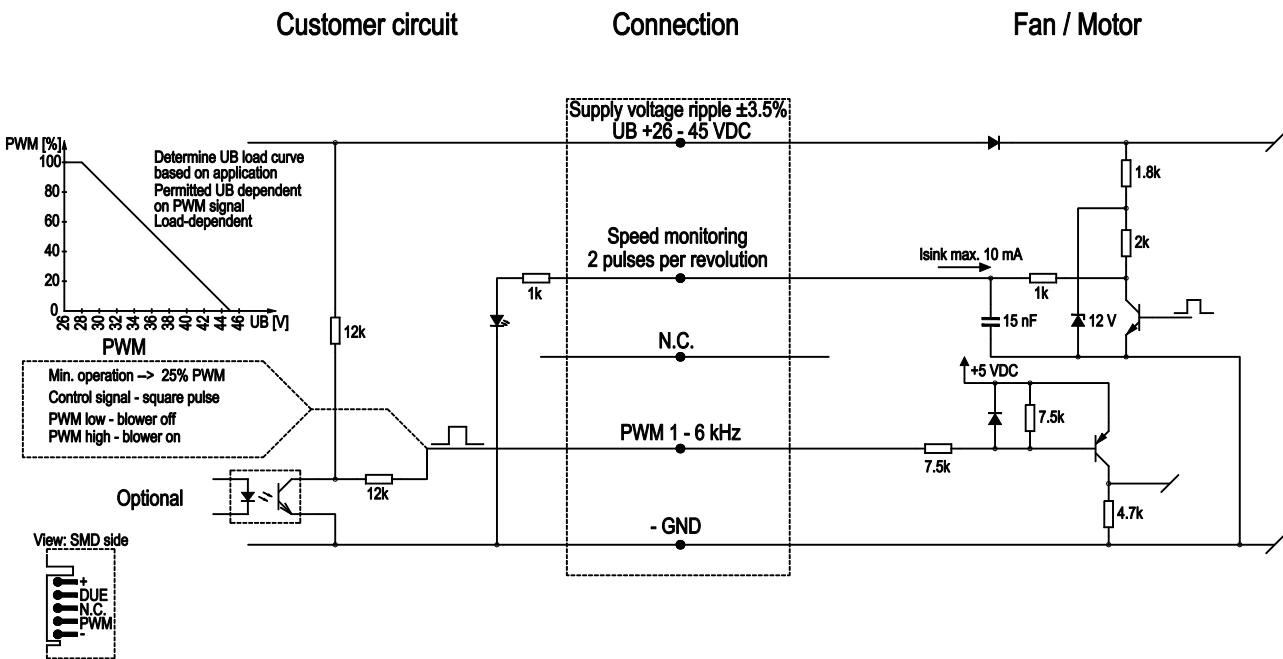 Customer circuit
Connection
Fan / Motor
Supply voltage ripple ±3.5%
UB +26 - 45 VDC
PWM [%]
100
80
60
40
20
0
26 28 30 32 34 36 38 40 42 44 46 UB [V]
Determine UB load curve
based on application
Permitted UB dependent
on PWM signal
Load-dependent
PWM
Min. operation --> 25% PWM
Control signal - square pulse
PWM low - blower off
PWM high - blower on
Optional
12k
12k
1k
Speed monitoring
2 pulses per revolution
N.C.
PWM 1 - 6 kHz
- GND
1.8k
2k
Isink max. 10 mA
1k
15 nF
12 V
+5 VDC
7.5k
7.5k
4.7k
View: SMD side
+
DUE
N.C.
PWM
-